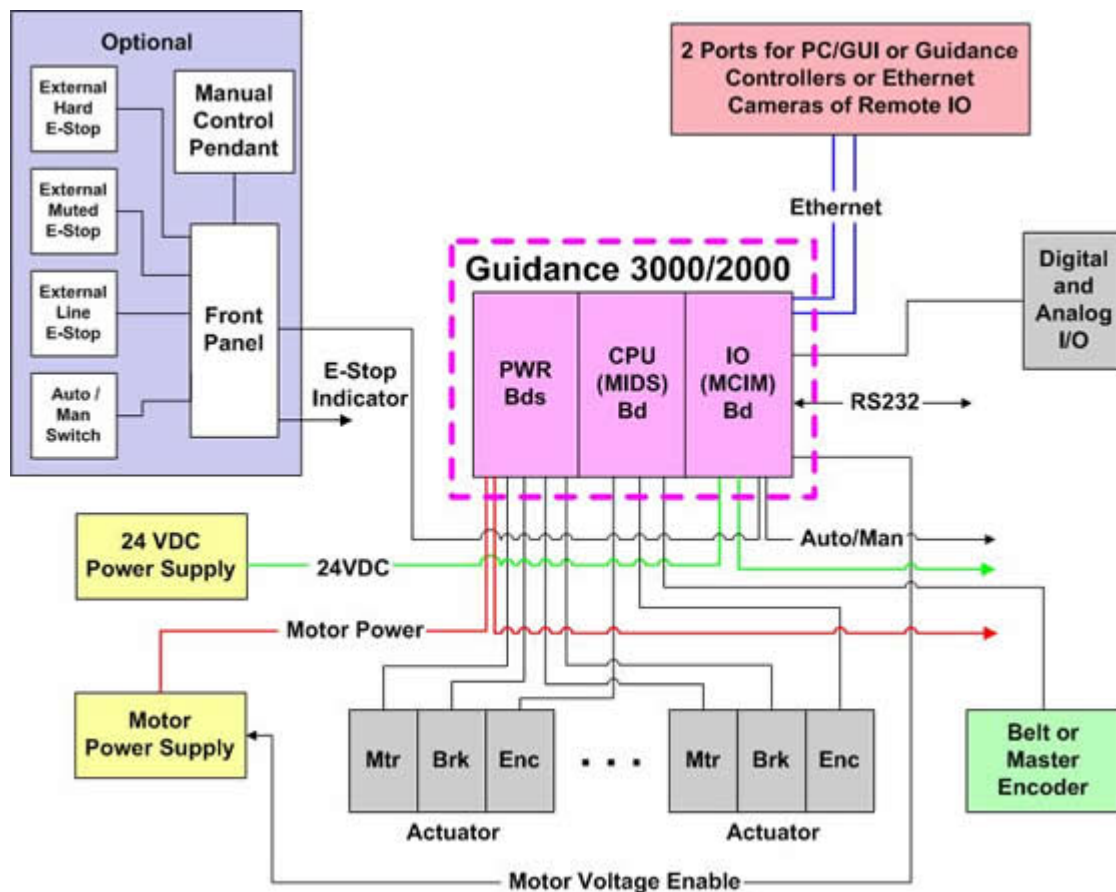 Optional
External
Hard
E-Stop
Manual
Control
Pendant
External
Muted
E-Stop
External
Line
E-Stop
Auto /
Man
Switch
Front
Panel
E-Stop
Indicator
2 Ports for PC/GUI or Guidance
Controllers or Ethernet
Cameras of Remote IO
Ethernet
Guidance 3000/2000
PWR
Bds
CPU
(MIDS)
Bd
IO
(MCIM)
Bd
Digital
and
Analog
I/O
RS232
Auto/Man
24 VDC
Power Supply
24VDC
Motor Power
Motor
Power Supply
Mtr
Brk
Enc
. . .
Mtr
Brk
Enc
Actuator
Actuator
Belt or
Master
Encoder
Motor Voltage Enable